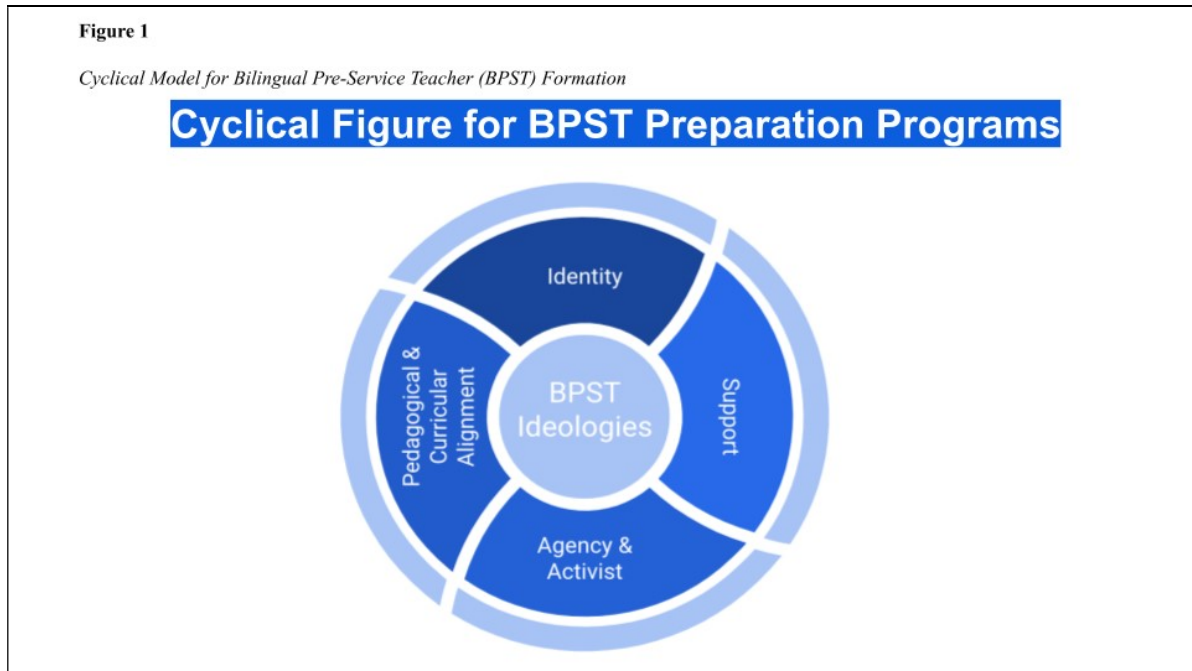 Figure 1
Cyclical Model for Bilingual Pre-Service Teacher (BPST) Formation
Cyclical Figure for BPST Preparation Programs
Identity
Support
Agency &
Activist
Pedagogical &
Curricular
Alignment
BPST
Ideologies